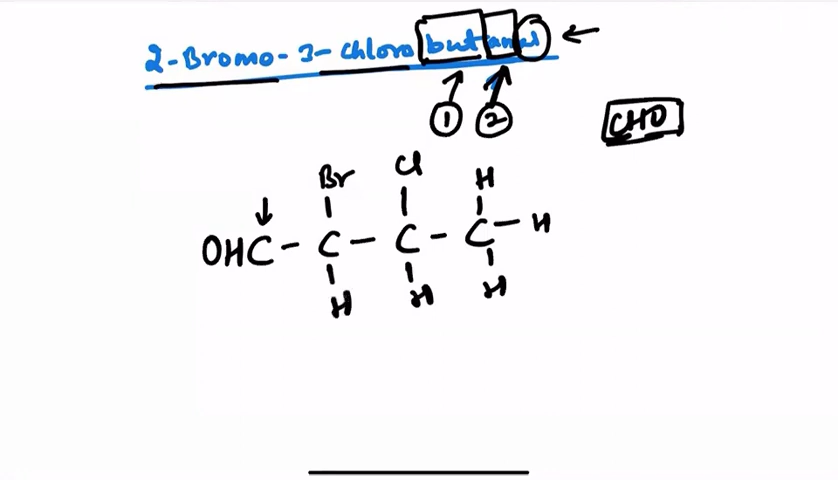 2-Bromo-3-chlorobutanal
1 2
CHO
Br Cl H
OHC - C - C - C - H
H H H